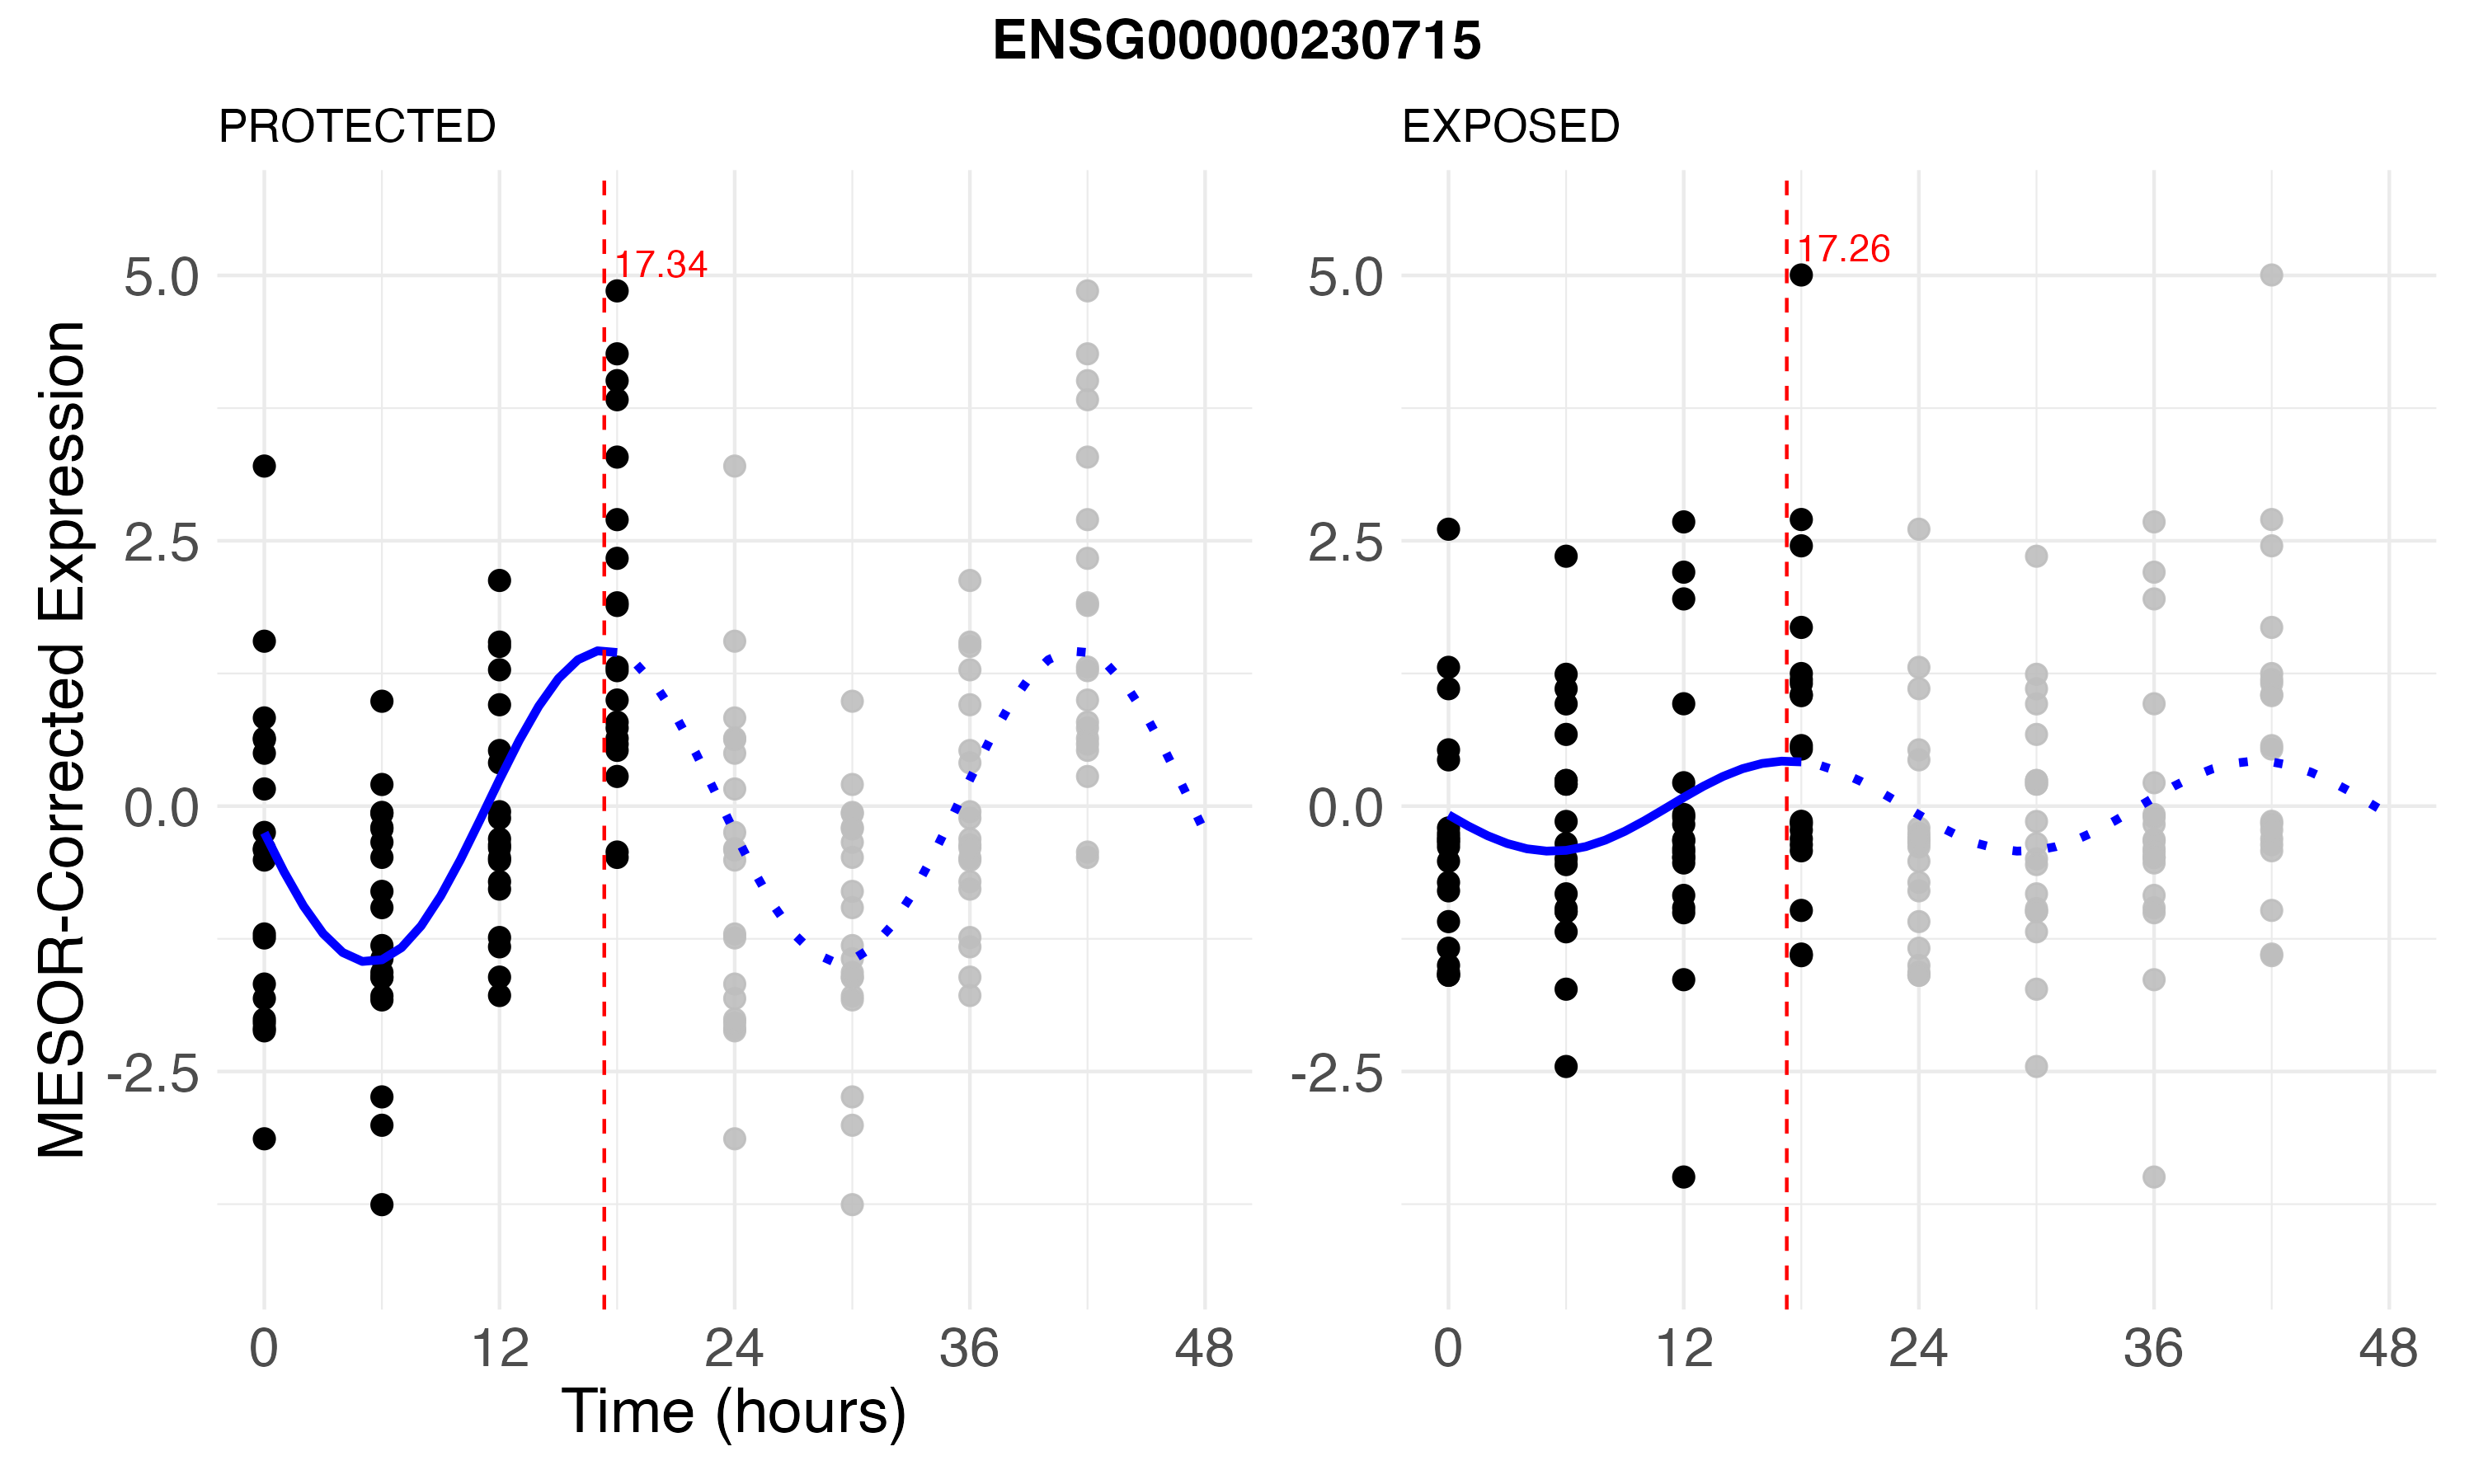 ENSG00000230715
PROTECTED
EXPOSED
MESOR-Corrected Expression
17.34
17.26
5.0
2.5
0.0
-2.5
5.0
2.5
0.0
-2.5
0 12 24 36 48
0 12 24 36 48
Time (hours)